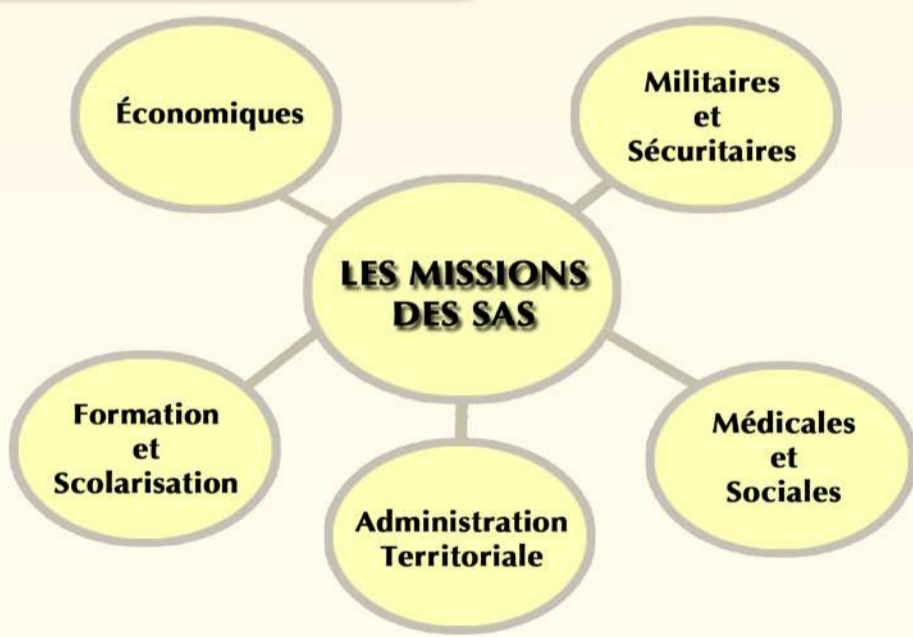 Économiques
Militaires
et
Sécuritaires
LES MISSIONS
DES SAS
Formation
et
Scolarisation
Médicales
et
Sociales
Administration
Territoriale